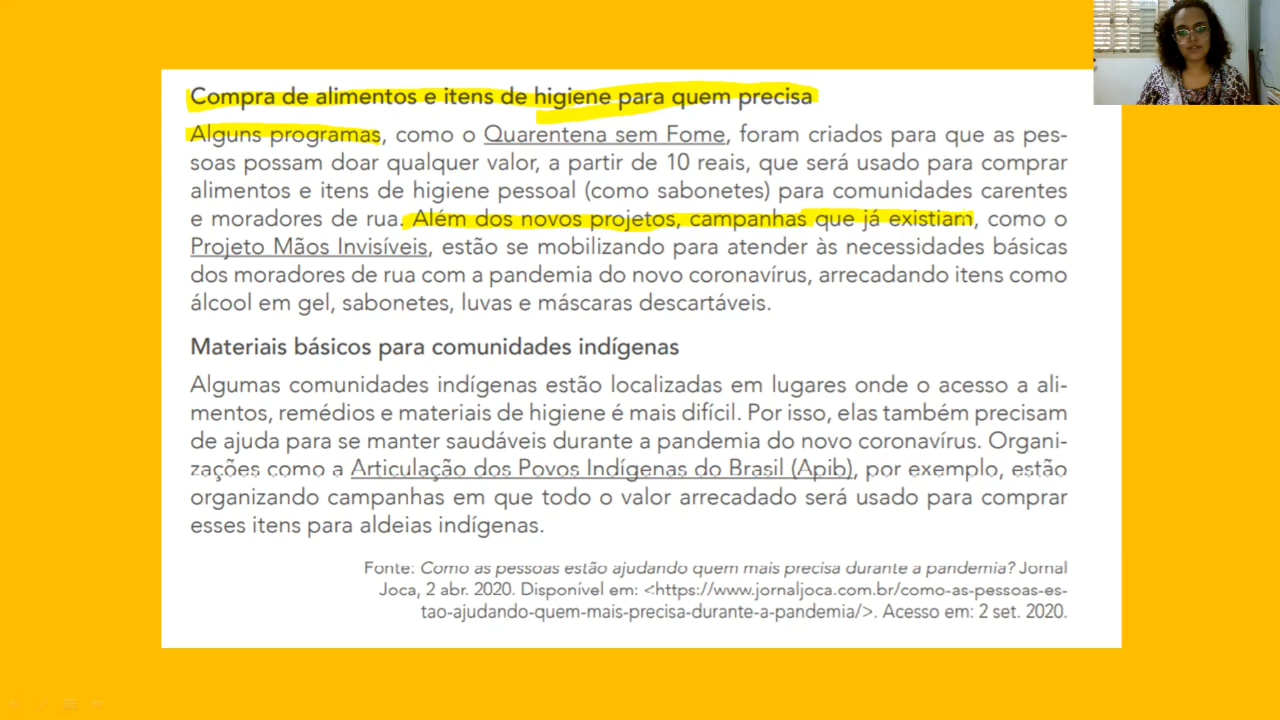 Compra de alimentos e itens de higiene para quem precisa
Alguns programas, como o Quarentena sem Fome, foram criados para que as pes-
soas possam doar qualquer valor, a partir de 10 reais, que será usado para comprar
alimentos e itens de higiene pessoal (como sabonetes) para comunidades carentes
e moradores de rua. Além dos novos projetos, campanhas que já existiam, como o
Projeto Mãos Invisíveis, estão se mobilizando para atender às necessidades básicas
dos moradores de rua com a pandemia do novo coronavírus, arrecadando itens como
álcool em gel, sabonetes, luvas e máscaras descartáveis.
Materiais básicos para comunidades indígenas
Algumas comunidades indígenas estão localizadas em lugares onde o acesso a ali-
mentos, remédios e materiais de higiene é mais difícil. Por isso, elas também precisam
de ajuda para se manter saudáveis durante a pandemia do novo coronavírus. Organi-
zações como a Articulação dos Povos Indígenas do Brasil (Apib), por exemplo, estão
organizando campanhas em que todo o valor arrecadado será usado para comprar
esses itens para aldeias indígenas.
Fonte: Como as pessoas estão ajudando quem mais precisa durante a pandemia? Jornal
Joca, 2 abr. 2020. Disponível em: <https://www.jornaljoca.com.br/como-as-pessoas-es-
tao-ajudando-quem-mais-precisa-durante-a-pandemia/>. Acesso em: 2 set. 2020.